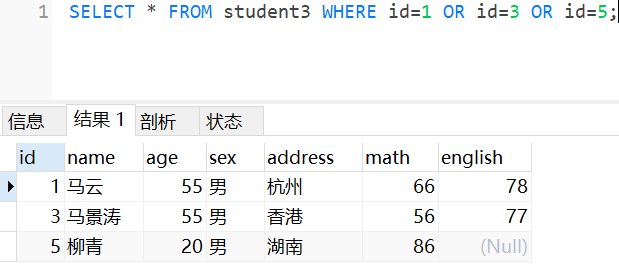 1 SELECT * FROM student3 WHERE id=1 OR id=3 OR id=5;
信息 结果 1 剖析 状态
id name age sex address math english
1 马云 55 男 杭州 66 78
3 马景涛 55 男 香港 56 77
5 柳青 20 男 湖南 86 (Null)